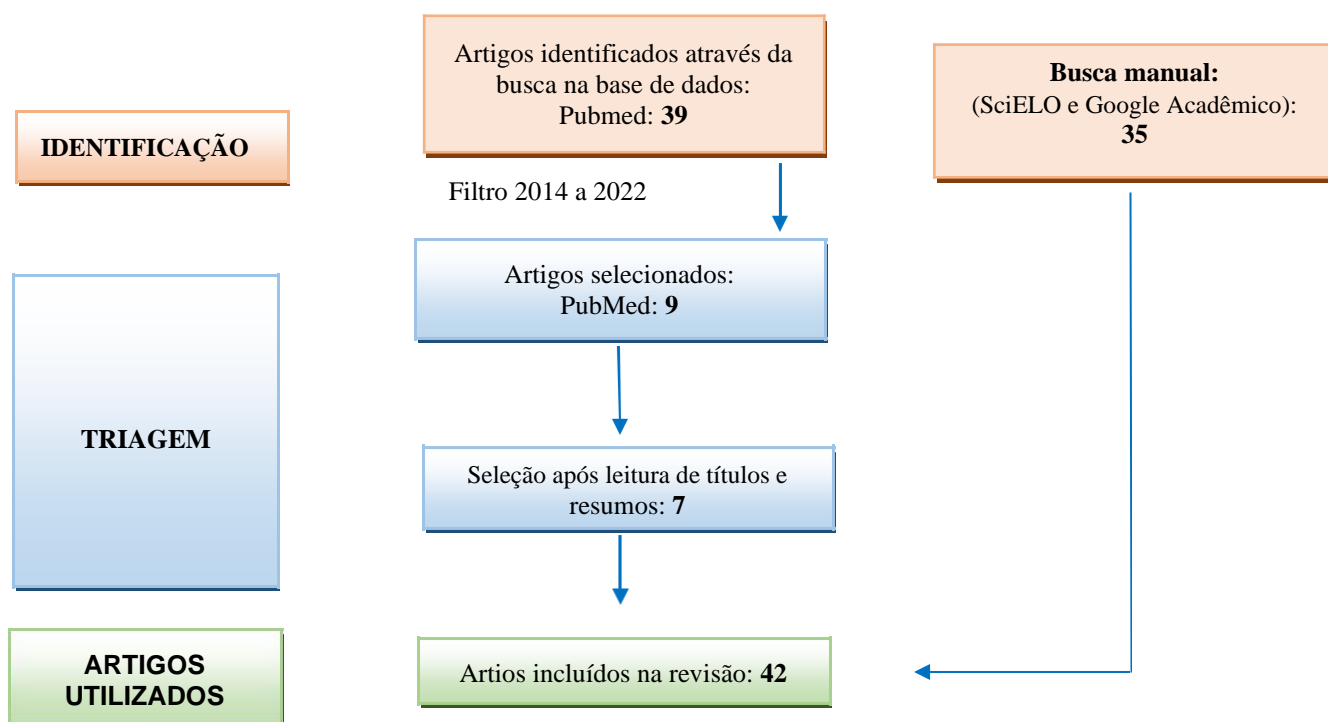 Artigos identificados através da
busca na base de dados:
Pubmed: 39
Busca manual:
(SciELO e Google Acadêmico):
35
IDENTIFICAÇÃO
Filtro 2014 a 2022
Artigos selecionados:
PubMed: 9
TRIAGEM
Seleção após leitura de títulos e
resumos: 7
ARTIGOS
UTILIZADOS
Artios incluídos na revisão: 42